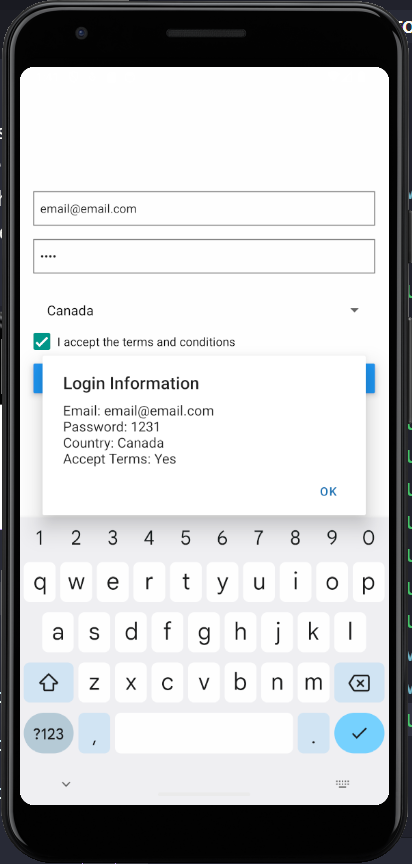 email@email.com
••••
Canada
I accept the terms and conditions
Login Information
Email: email@email.com
Password: 1231
Country: Canada
Accept Terms: Yes
OK
1 2 3 4 5 6 7 8 9 0
q w e r t y u i o p
a s d f g h j k l
z x c v b n m
?123 , .